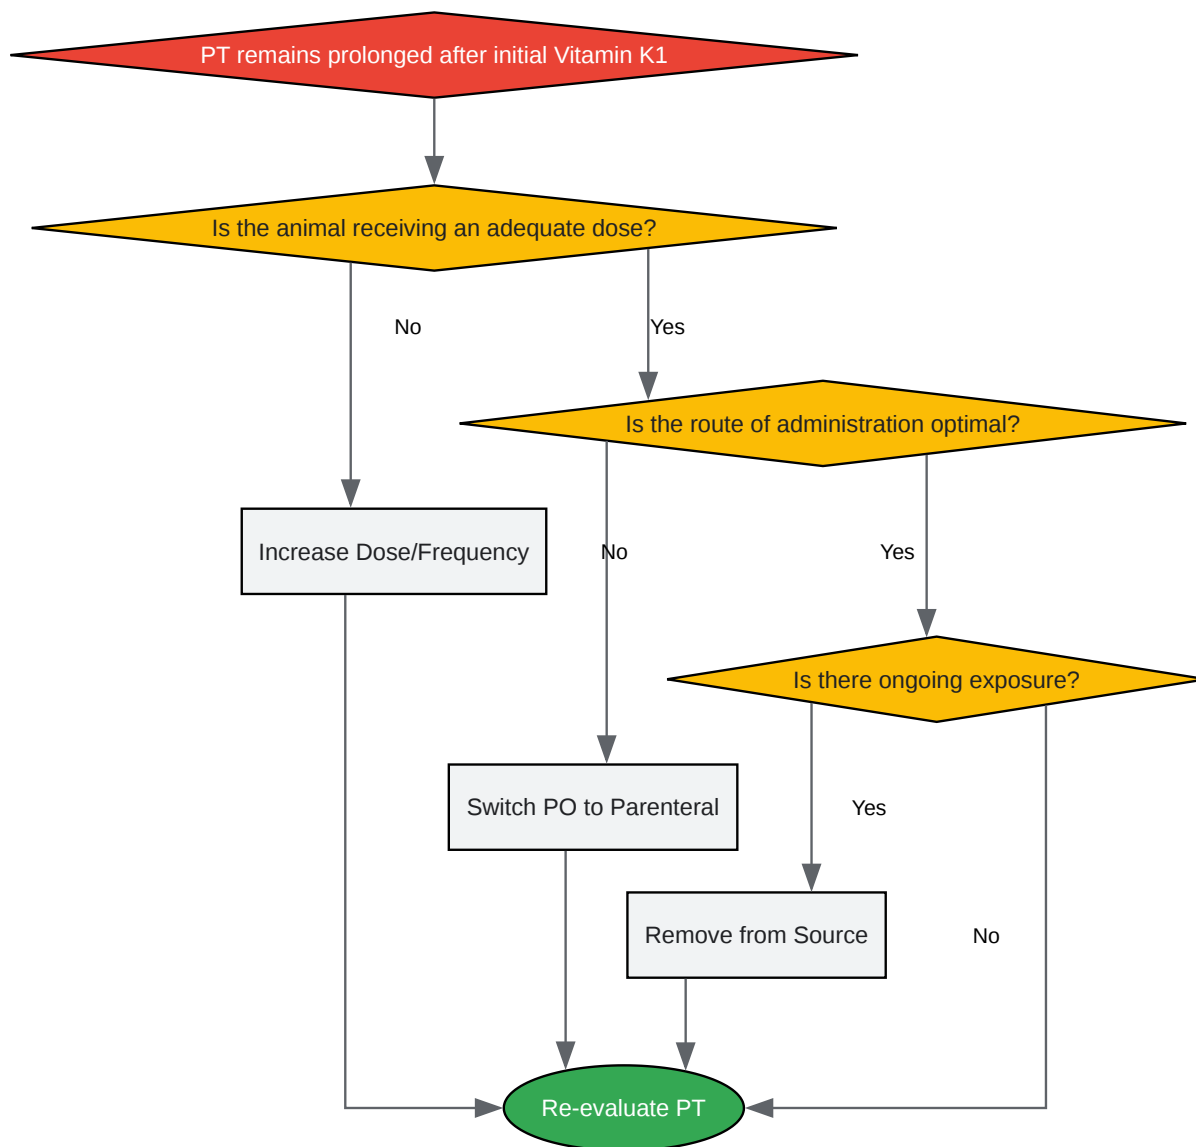 PT remains prolonged after initial Vitamin K1
Is the animal receiving an adequate dose?
No
Yes
Is the route of administration optimal?
Increase Dose/Frequency
No
Yes
Is there ongoing exposure?
Switch PO to Parenteral
Yes
Remove from Source
No
Re-evaluate PT